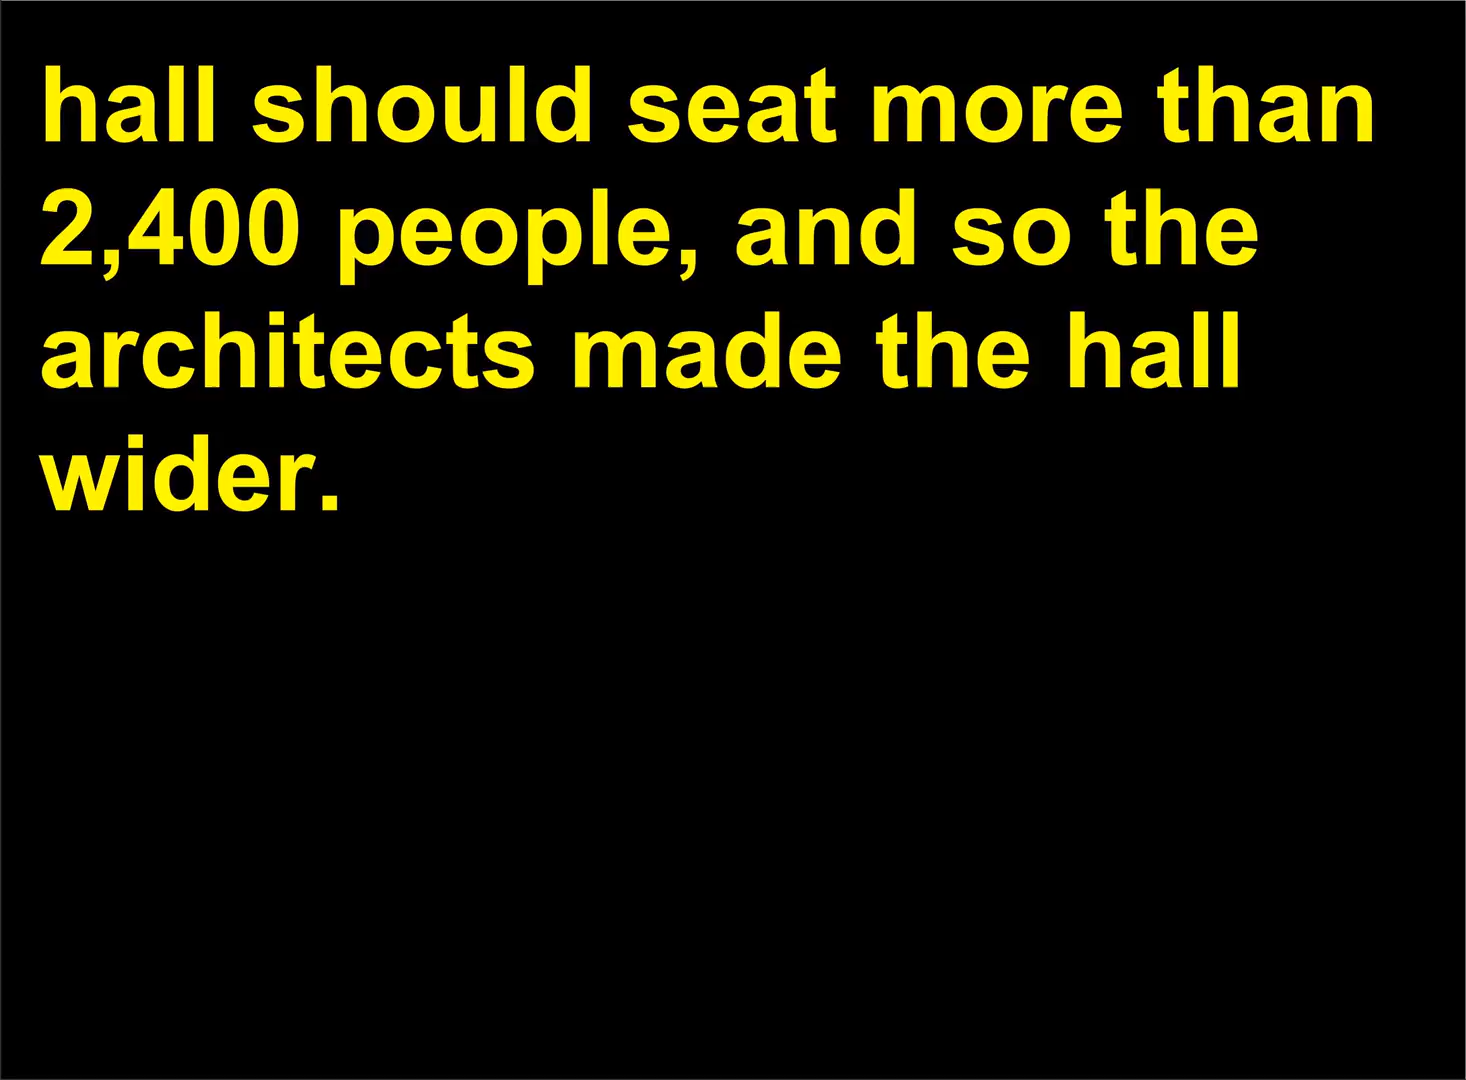 hall should seat more than
2,400 people, and so the
architects made the hall
wider.